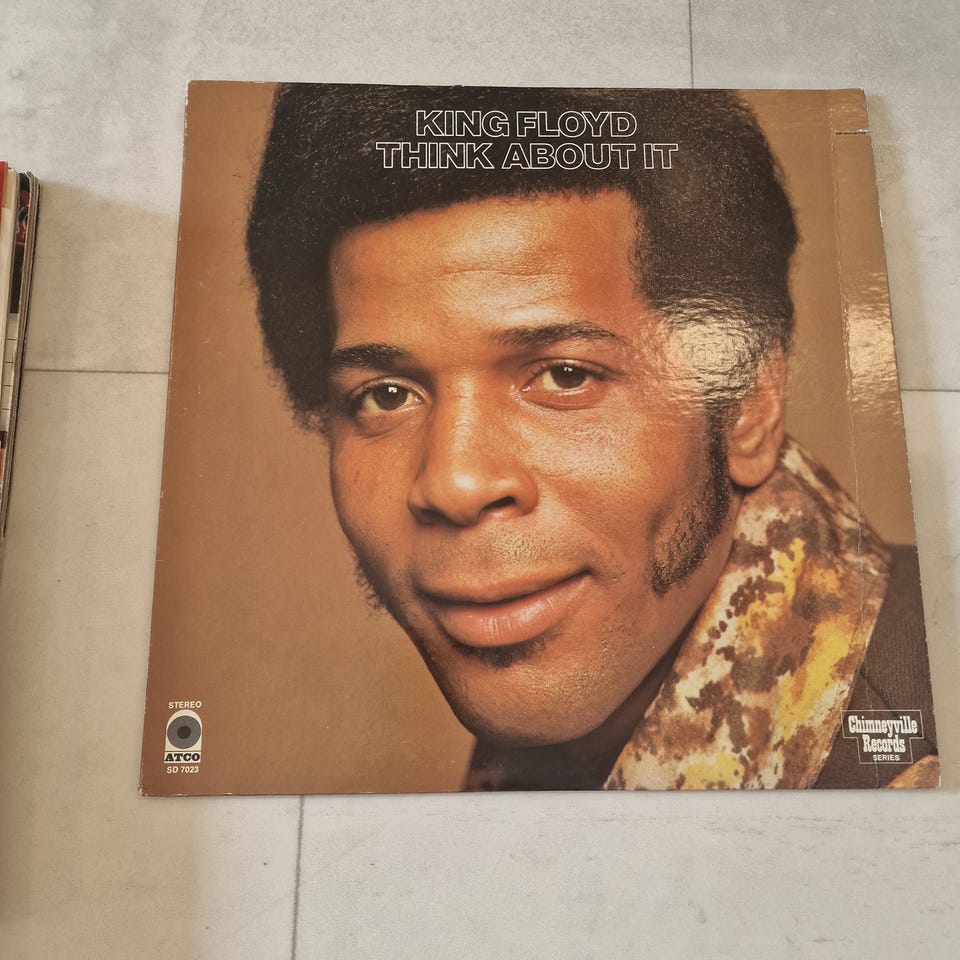 KING FLOYD
THINK ABOUT IT
STEREO
ATCO
SD 7023
Chimneyville
Records
SERIES